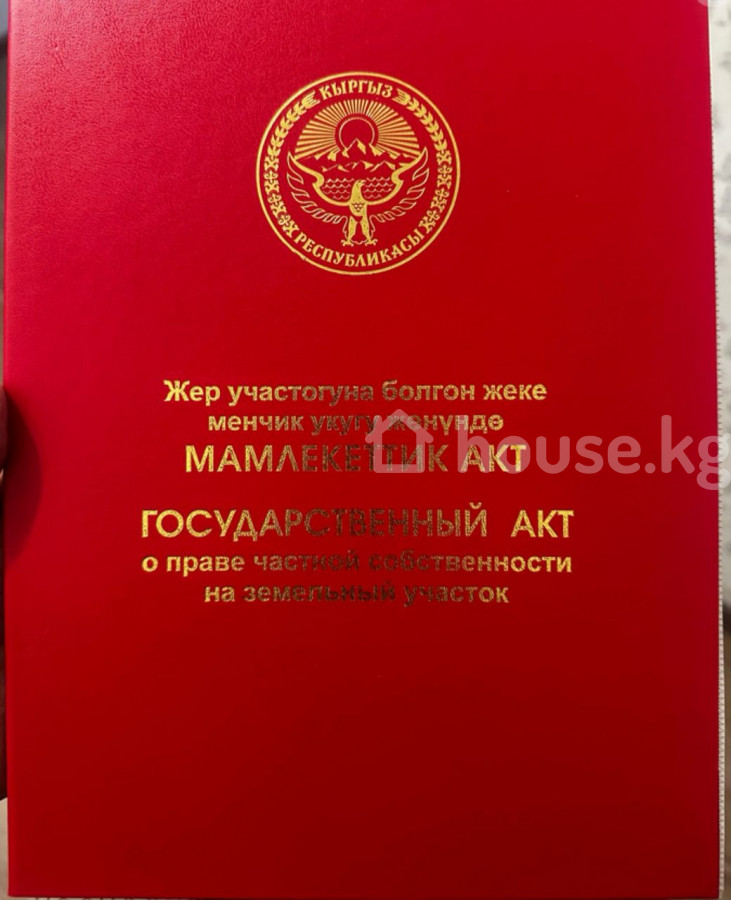 КЫРГЫЗ
РЕСПУБЛИКАСЫ
Жер участогуна болгон жеке
менчик укугу жөнүндө
МАМЛЕКЕТТИК АКТ
house.kg
ГОСУДАРСТВЕННЫЙ АКТ
о праве частной собственности
на земельный участок